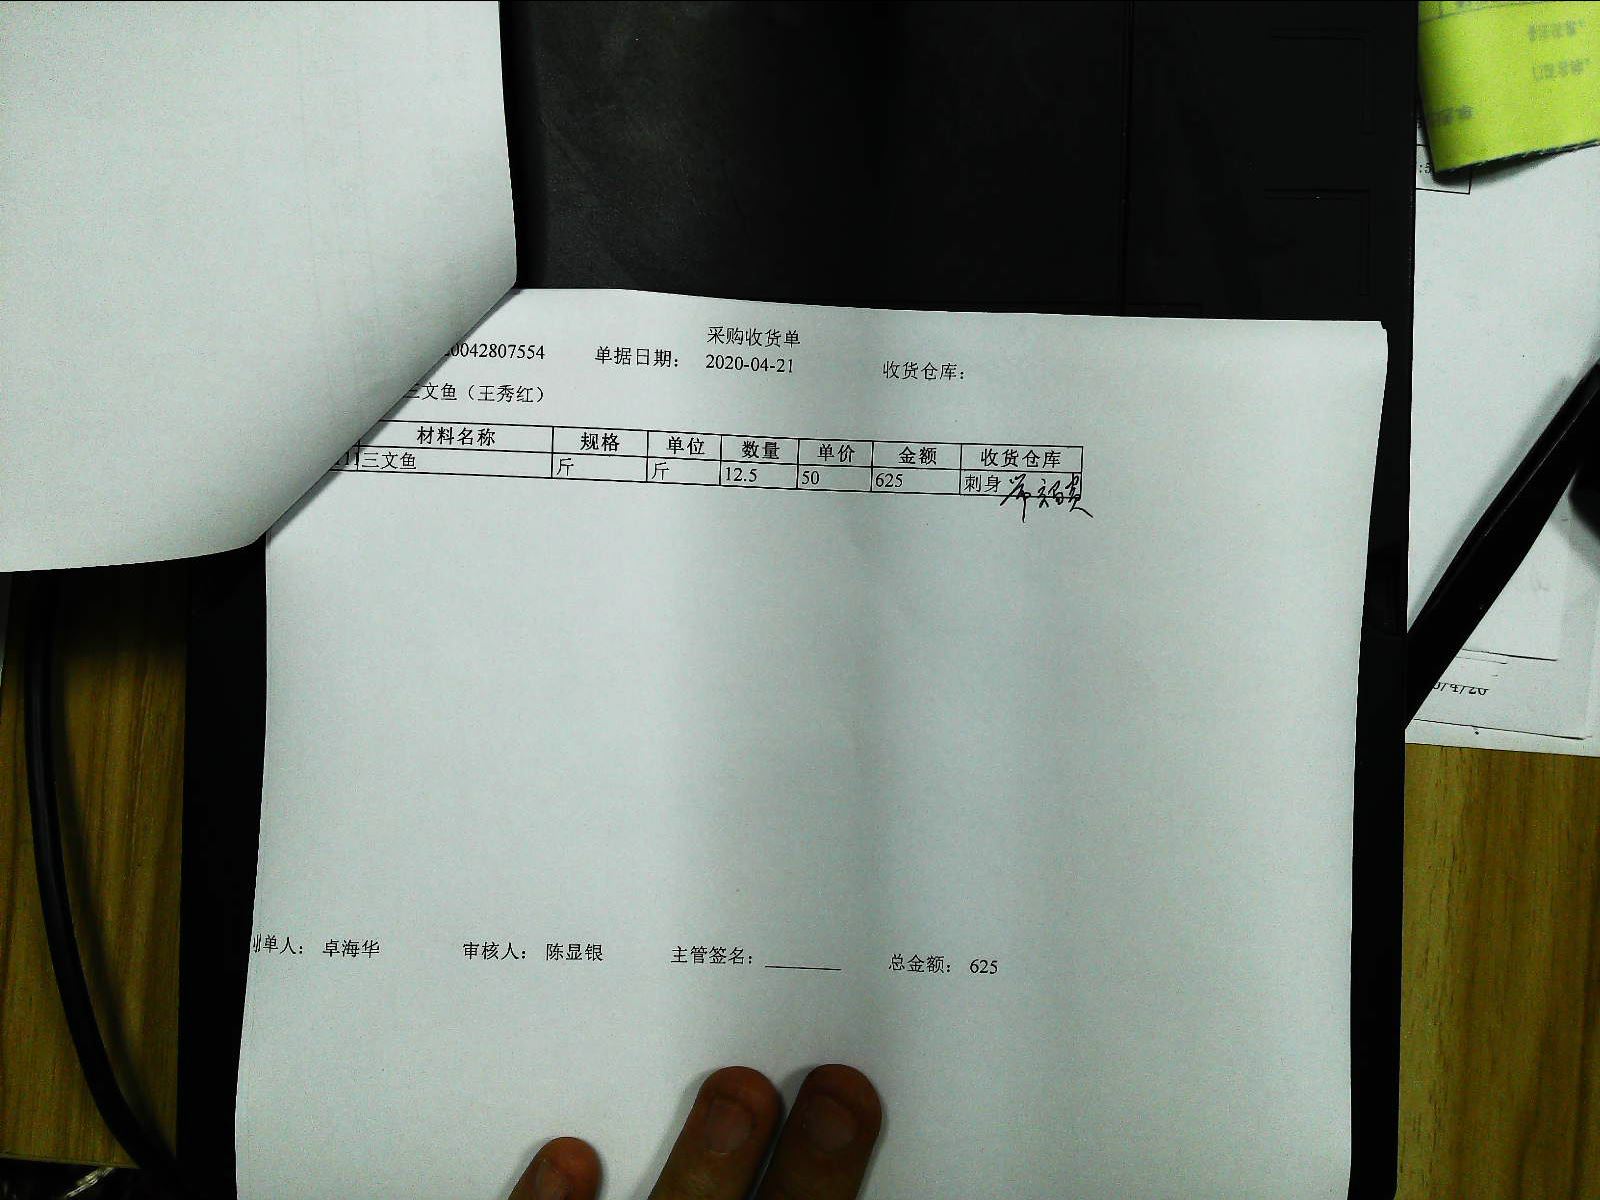 采购收货单
0042807554 单据日期： 2020-04-21 收货仓库：
三文鱼（王秀红）
材料名称 规格 单位 数量 单价 金额 收货仓库
三文鱼 斤 斤 12.5 50 625 刺身
单人： 卓海华 审核人： 陈显银 主管签名： 总金额： 625